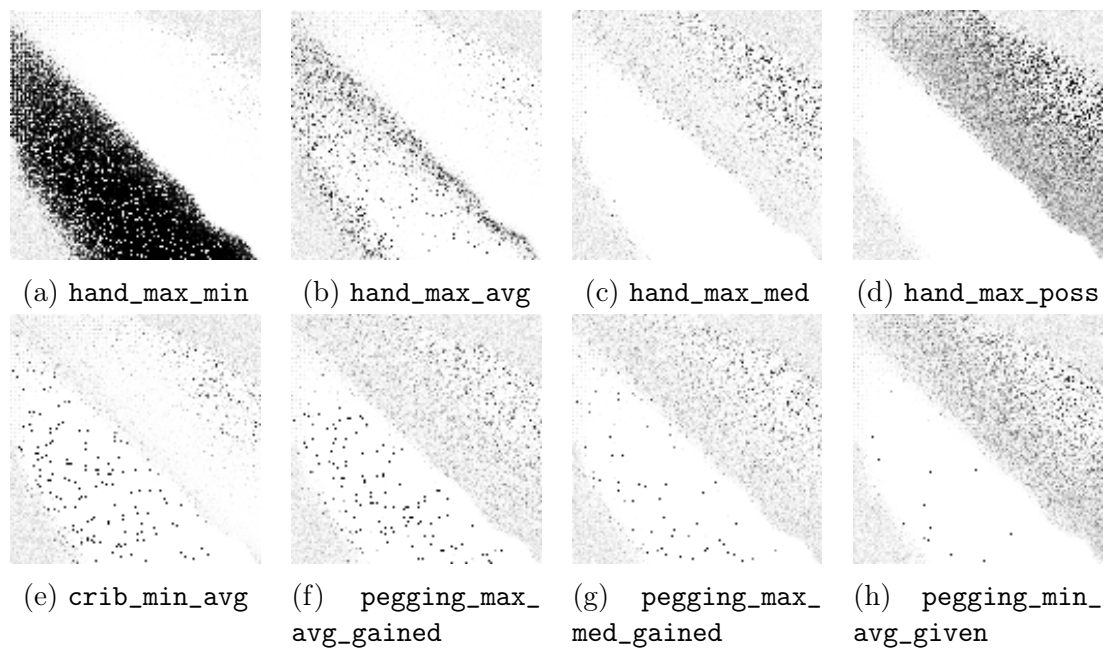 (a) hand_max_min
(b) hand_max_avg
(c) hand_max_med
(d) hand_max_poss
(e) crib_min_avg
(f) pegging_max_
avg_gained
(g) pegging_max_
med_gained
(h) pegging_min_
avg_given